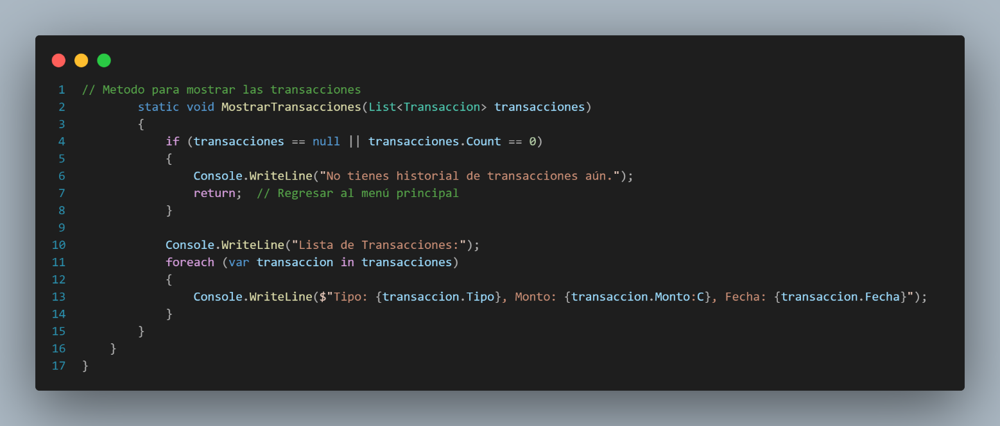 1 // Metodo para mostrar las transacciones
2         static void MostrarTransacciones(List<Transaccion> transacciones)
3         {
4             if (transacciones == null || transacciones.Count == 0)
5             {
6                 Console.WriteLine("No tienes historial de transacciones aún.");
7                 return;  // Regresar al menú principal
8             }
9
10             Console.WriteLine("Lista de Transacciones:");
11             foreach (var transaccion in transacciones)
12             {
13                 Console.WriteLine($"Tipo: {transaccion.Tipo}, Monto: {transaccion.Monto:C}, Fecha: {transaccion.Fecha}");
14             }
15         }
16     }
17 }